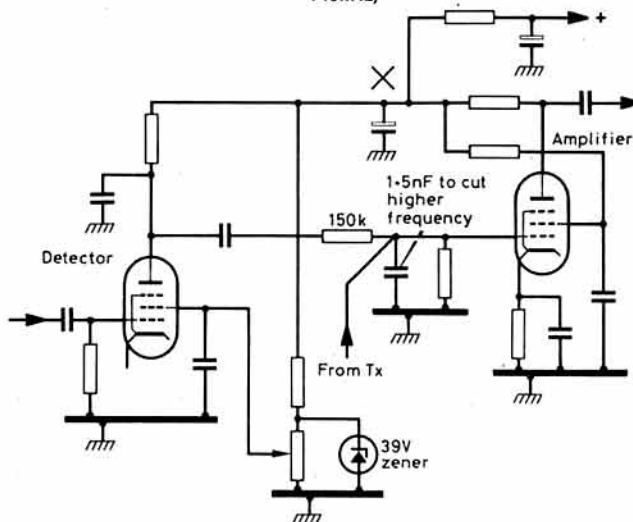 +
Amplifier
1·5nF to cut
higher
frequency
150k
Detector
From Tx
39V
zener